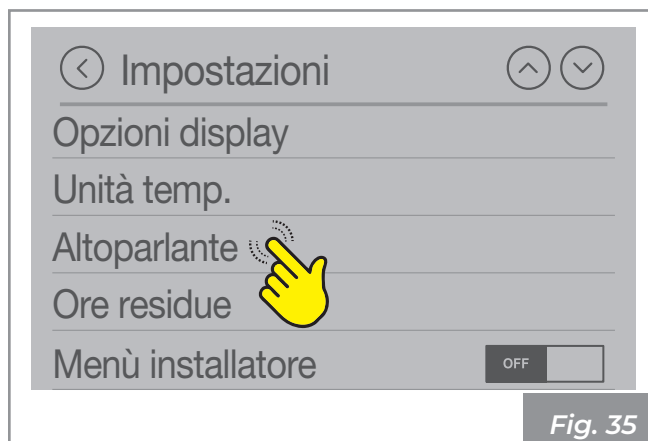 Impostazioni
Opzioni display
Unità temp.
Altoparlante
Ore residue
Menù installatore OFF
Fig. 35